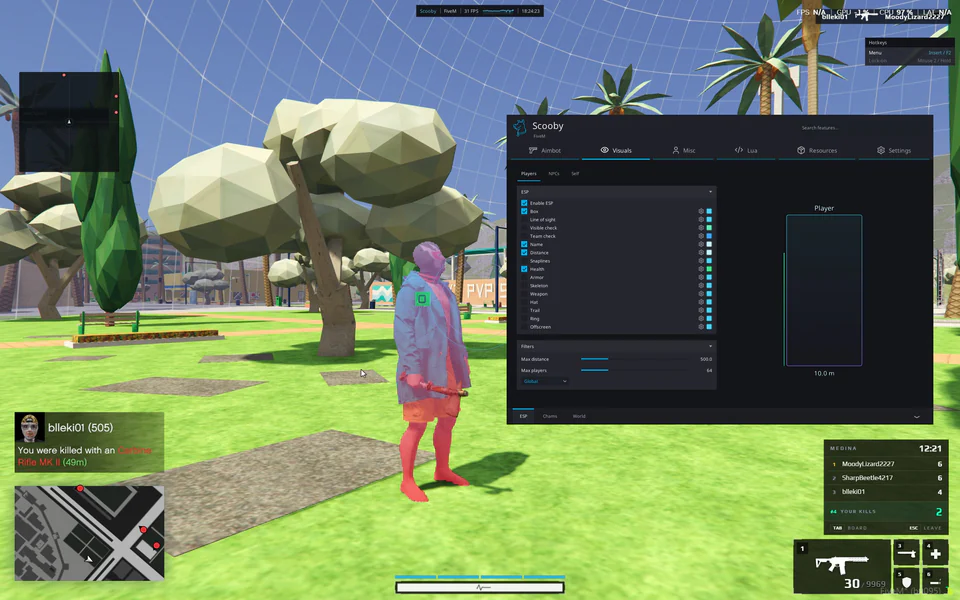 Scooby | FiveM | 31 FPS | 18:24:23
FPS N/A | GPU -1 % | CPU 97 % | LAT N/A
blleki01 MoodyLizard2227
Hotkeys
Menu Insert / F2
Scooby
FiveM
Search features...
Aimbot
Visuals
Misc
Lua
Resources
Settings
Players NPCs Self
ESP
Enable ESP
Box
Line of sight
Visible check
Team check
Name
Distance
Snaplines
Health
Armor
Skeleton
Weapon
Hat
Trail
Ring
Offscreen
Filters
Max distance 500.0
Max players 64
Global
Player
10.0 m
ESP Chams World
PVP
blleki01 (505)
You were killed with an
Rifle MK II (49m)
MEDINA 12:21
1 MoodyLizard2227 6
2 SharpBeetle4217 6
3 blleki01 4
#4 YOUR KILLS 2
TAB BOARD ESC LEAVE
1
30 / 9969
3
4
5
6